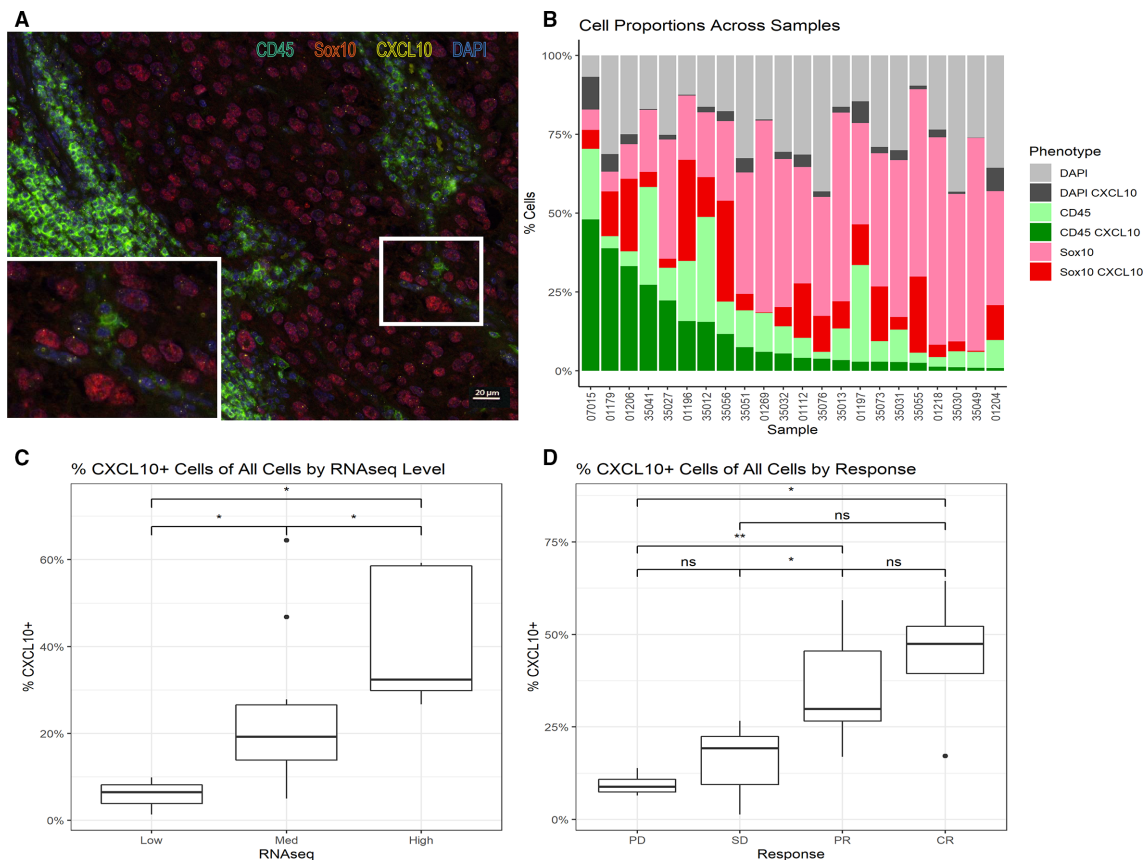 A
CD45 Sox10 CXCL10 DAPI
20 µm
B
Cell Proportions Across Samples
% Cells
100%
75%
50%
25%
0%
07015 01179 01206 35041 35027 01196 35012 35056 35051 01269 35032 01112 35076 35013 01197 35073 35031 35055 01218 35030 35049 01204
Sample
Phenotype
DAPI
DAPI CXCL10
CD45
CD45 CXCL10
Sox10
Sox10 CXCL10
C
% CXCL10+ Cells of All Cells by RNAseq Level
% CXCL10+
*
* *
60%
40%
20%
0%
Low Med High
RNAseq
D
% CXCL10+ Cells of All Cells by Response
% CXCL10+
*
ns
**
ns * ns
75%
50%
25%
0%
PD SD PR CR
Response